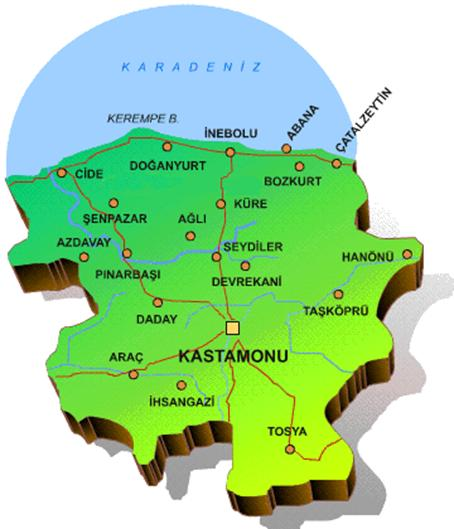 KARADENİZ
KEREMPE B.
İNEBOLU
ABANA
ÇATALZEYTİN
DOĞANYURT
BOZKURT
CİDE
ŞENPAZAR
AĞLI
KÜRE
AZDAVAY
SEYDİLER
HANÖNÜ
PINARBAŞI
DEVREKANİ
DADAY
TAŞKÖPRÜ
KASTAMONU
ARAÇ
İHSANGAZİ
TOSYA